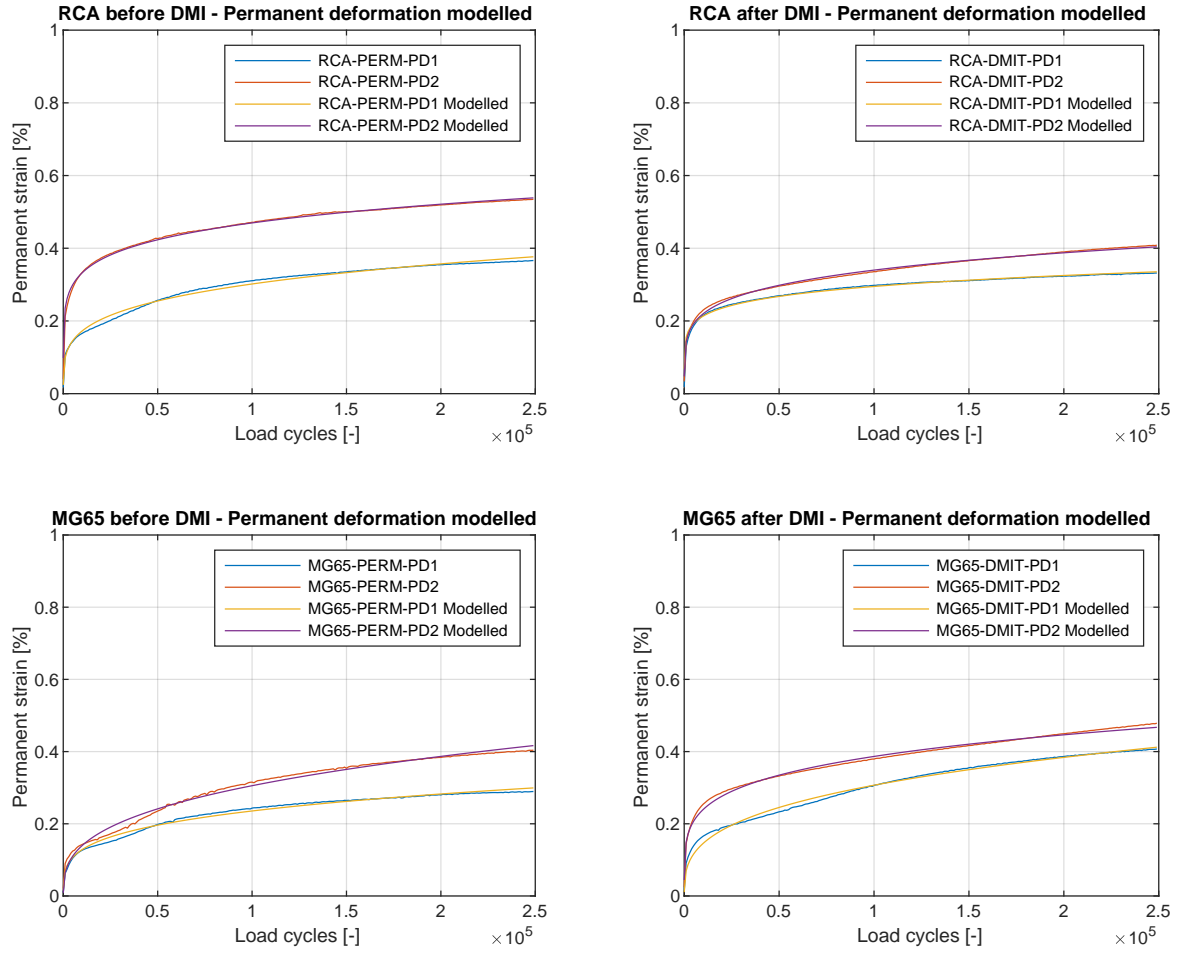 RCA before DMI - Permanent deformation modelled
1
0.8
0.6
0.4
0.2
0
Permanent strain [%]
RCA-PERM-PD1
RCA-PERM-PD2
RCA-PERM-PD1 Modelled
RCA-PERM-PD2 Modelled
0 0.5 1 1.5 2 2.5
Load cycles [-]
×10^5
RCA after DMI - Permanent deformation modelled
1
0.8
0.6
0.4
0.2
0
Permanent strain [%]
RCA-DMIT-PD1
RCA-DMIT-PD2
RCA-DMIT-PD1 Modelled
RCA-DMIT-PD2 Modelled
0 0.5 1 1.5 2 2.5
Load cycles [-]
×10^5
MG65 before DMI - Permanent deformation modelled
1
0.8
0.6
0.4
0.2
0
Permanent strain [%]
MG65-PERM-PD1
MG65-PERM-PD2
MG65-PERM-PD1 Modelled
MG65-PERM-PD2 Modelled
0 0.5 1 1.5 2 2.5
Load cycles [-]
×10^5
MG65 after DMI - Permanent deformation modelled
1
0.8
0.6
0.4
0.2
0
Permanent strain [%]
MG65-DMIT-PD1
MG65-DMIT-PD2
MG65-DMIT-PD1 Modelled
MG65-DMIT-PD2 Modelled
0 0.5 1 1.5 2 2.5
Load cycles [-]
×10^5